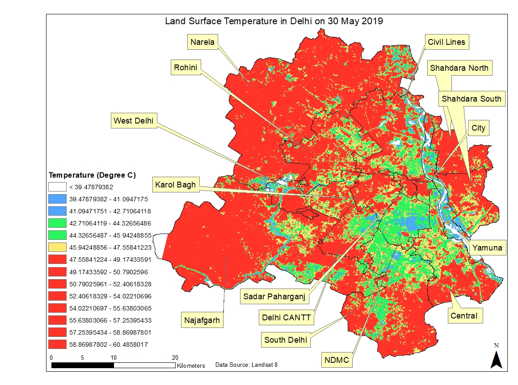 Land Surface Temperature in Delhi on 30 May 2019
Narela
Civil Lines
Rohini
Shahdara North
Shahdara South
West Delhi
City
Karol Bagh
Temperature (Degree C)
< 39.47879382
39.47879382 - 41.0947175
41.09471751 - 42.71064118
42.71064119 - 44.32656486
44.32656487 - 45.94248855
45.94248856 - 47.55841223
47.55841224 - 49.17433591
49.17433592 - 50.7902596
50.79025961 - 52.40618328
52.40618329 - 54.02210696
54.02210697 - 55.63803065
55.63803066 - 57.25395433
57.25395434 - 58.86987801
58.86987802 - 60.4858017
Yamuna
Sadar Paharganj
Najafgarh
Delhi CANTT
Central
South Delhi
NDMC
N
0 5 10 20
Kilometers
Data Source: Landsat 8